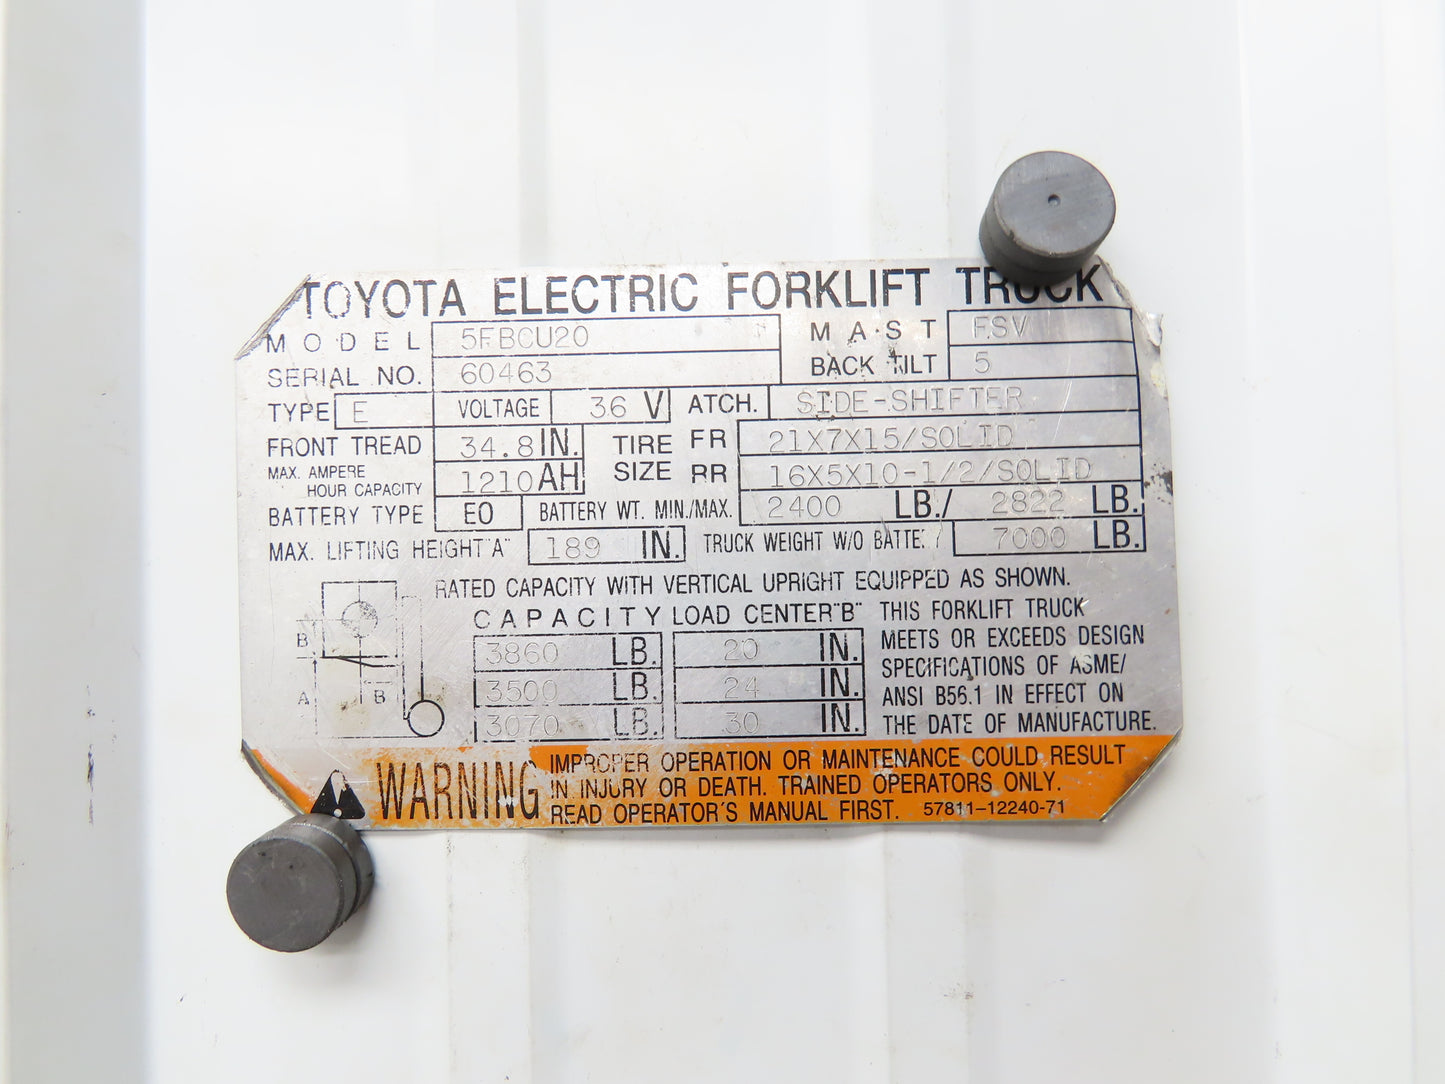 TOYOTA ELECTRIC FORKLIFT TRUCK
MODEL 5FBCU20 MAST FSV
SERIAL NO. 60463 BACK TILT 5
TYPE E VOLTAGE 36 V ATCH. SIDE-SHIFTER
FRONT TREAD 34.8 IN. TIRE SIZE FR 21X7X15/SOLID
MAX. AMPERE HOUR CAPACITY 1210 AH RR 16X5X10-1/2/SOLID
BATTERY TYPE EO BATTERY WT. MIN./MAX. 2400 LB./ 2822 LB.
MAX. LIFTING HEIGHT "A" 189 IN. TRUCK WEIGHT W/O 7000 LB.
RATED CAPACITY WITH VERTICAL UPRIGHT EQUIPPED AS SHOWN.
CAPACITY LOAD CENTER "B"
3860 LB. 20 IN.
3500 LB. 24 IN.
3070 LB. 30 IN.
B
A B
THIS FORKLIFT TRUCK
MEETS OR EXCEEDS DESIGN
SPECIFICATIONS OF ASME/
ANSI B56.1 IN EFFECT ON
THE DATE OF MANUFACTURE.
WARNING
IMPROPER OPERATION OR MAINTENANCE COULD RESULT
IN INJURY OR DEATH. TRAINED OPERATORS ONLY.
READ OPERATOR'S MANUAL FIRST. 57811-12240-71